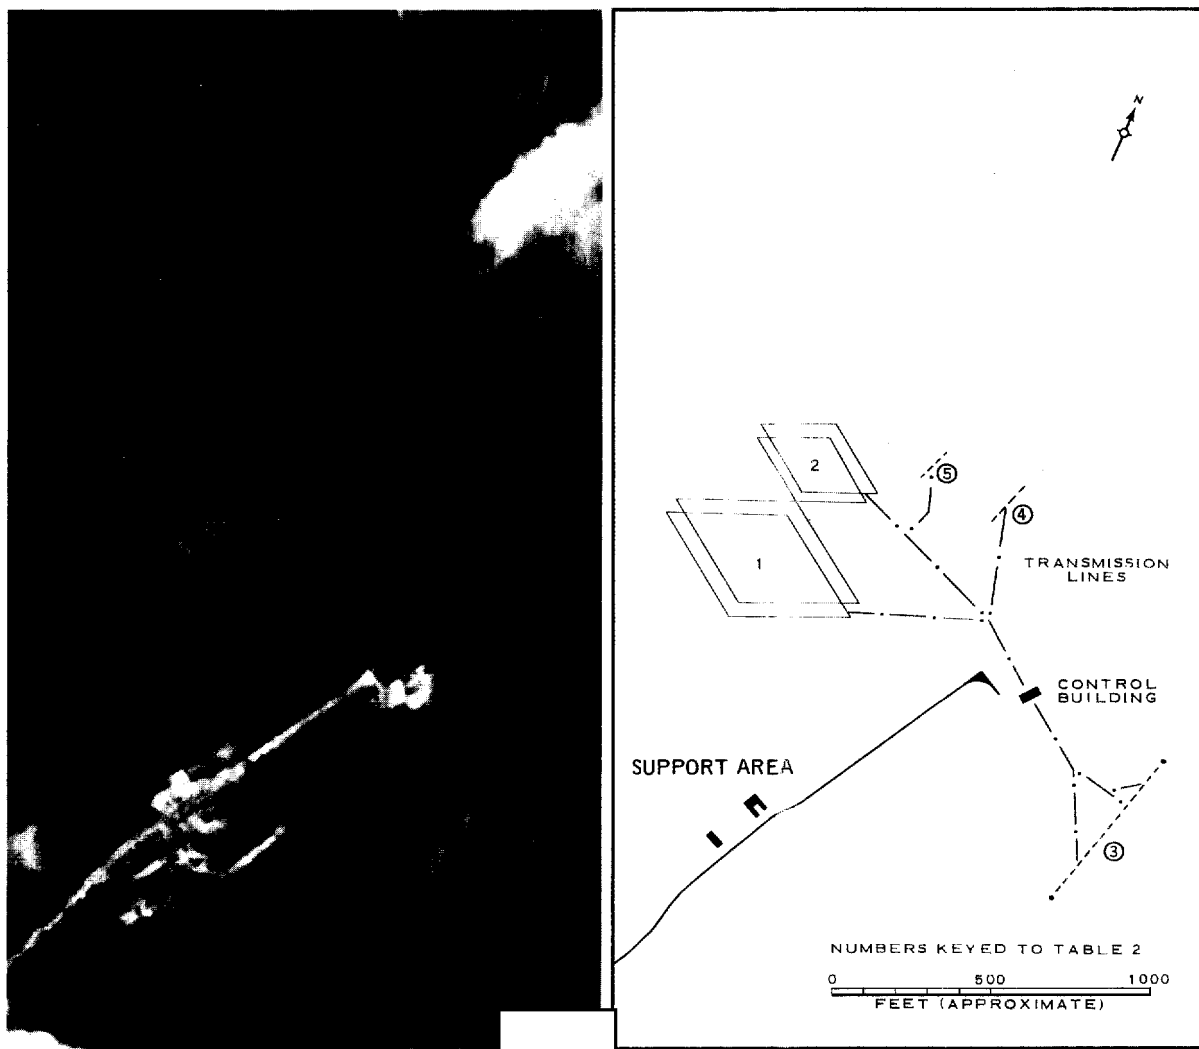 N
2
⑤
④
1
TRANSMISSION
LINES
CONTROL
BUILDING
SUPPORT AREA
③
NUMBERS KEYED TO TABLE 2
0 500 1000
FEET (APPROXIMATE)